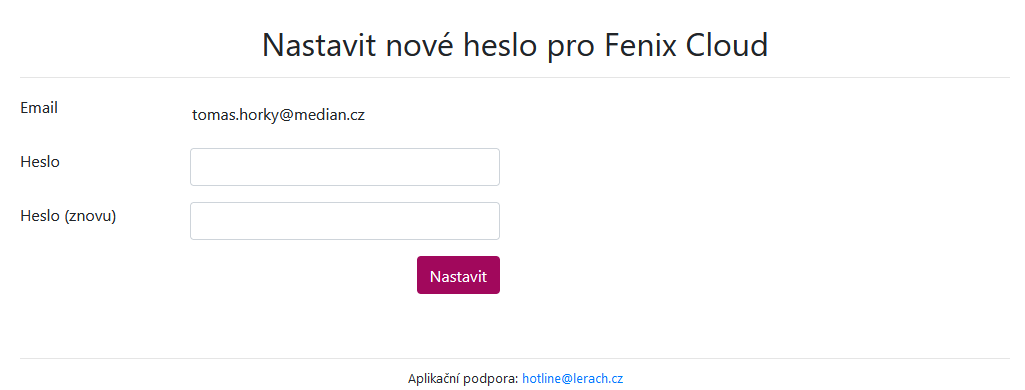 Nastavit nové heslo pro Fenix Cloud
Email
tomas.horky@median.cz
Heslo
Heslo (znovu)
Nastavit
Aplikační podpora: hotline@lerach.cz